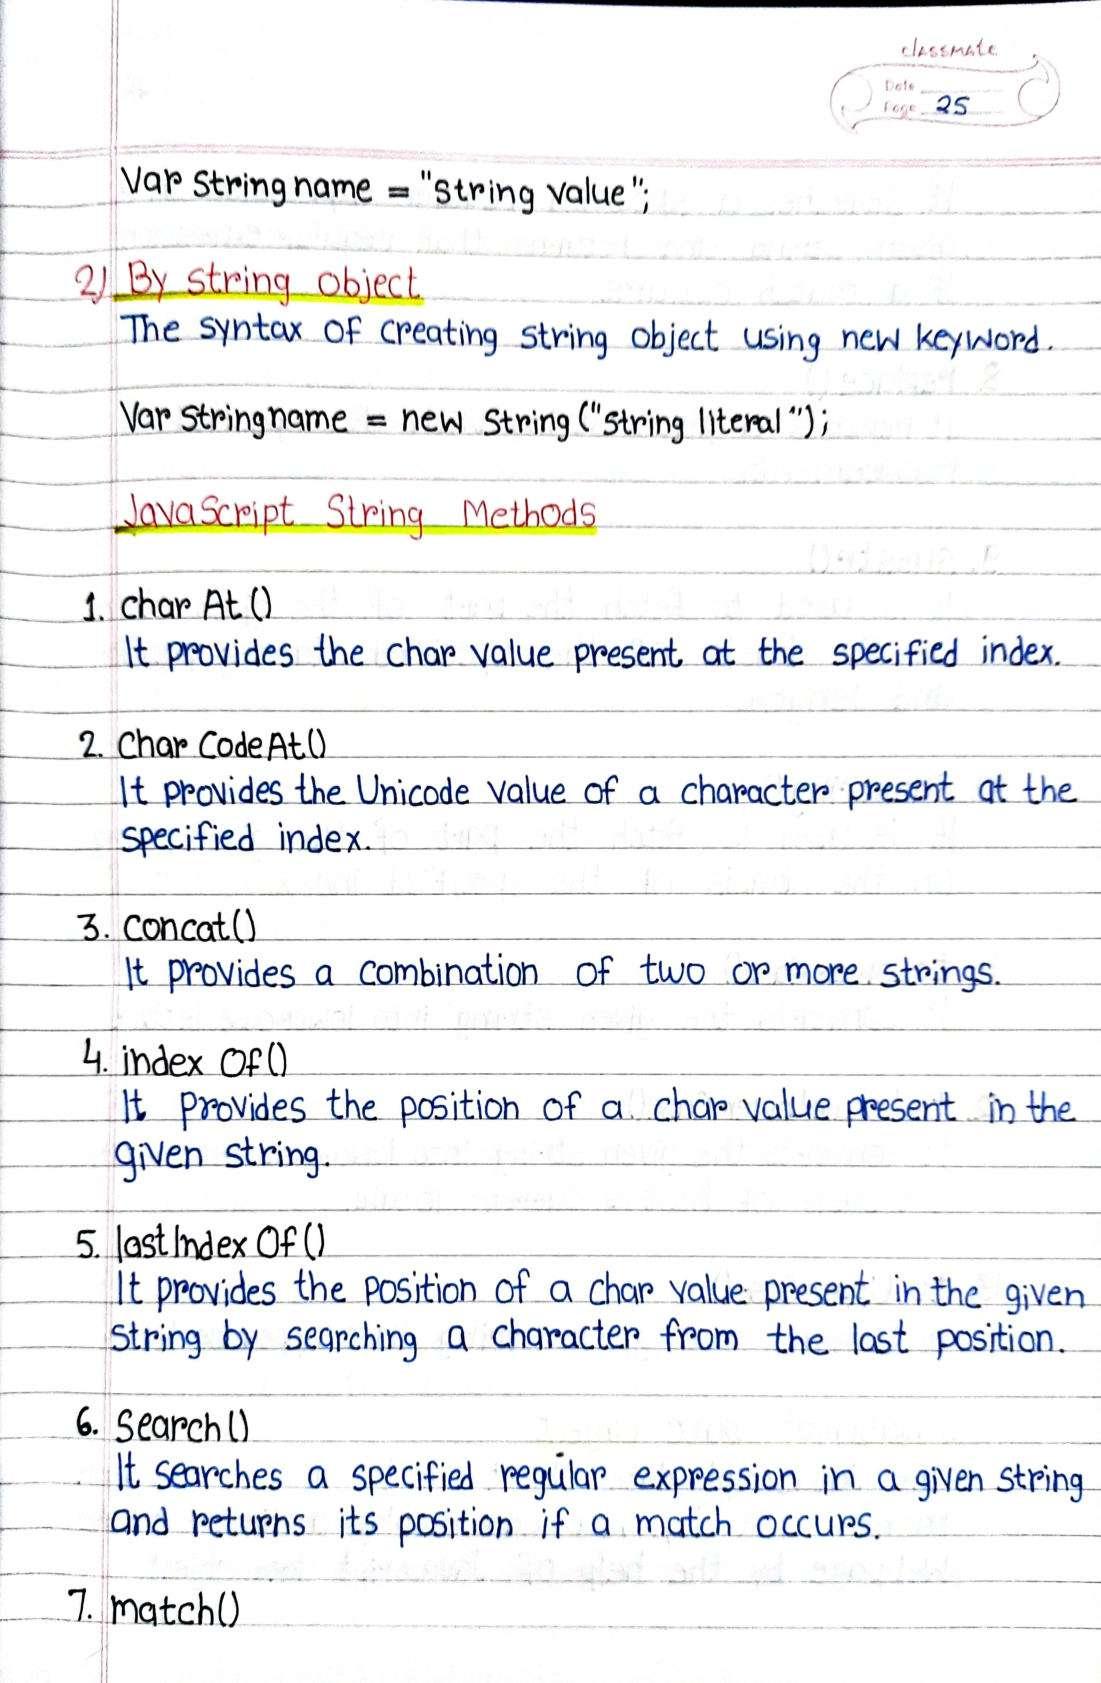 classmate
Date
Page 25
Var Stringname = "String value";
2) By string object
The syntax of creating string object using new keyword.
Var Stringname = new String ("String literal");
JavaScript String Methods
1. char At ()
It provides the char value present at the specified index.
2. Char CodeAt()
It provides the Unicode value of a character present at the
specified index.
3. concat()
It provides a combination of two or more strings.
4. index Of()
It provides the position of a char value present in the
given string.
5. lastIndex Of ()
It provides the position of a char value present in the given
string by searching a character from the last position.
6. Search()
It searches a specified regular expression in a given string
and returns its position if a match occurs.
7. match()